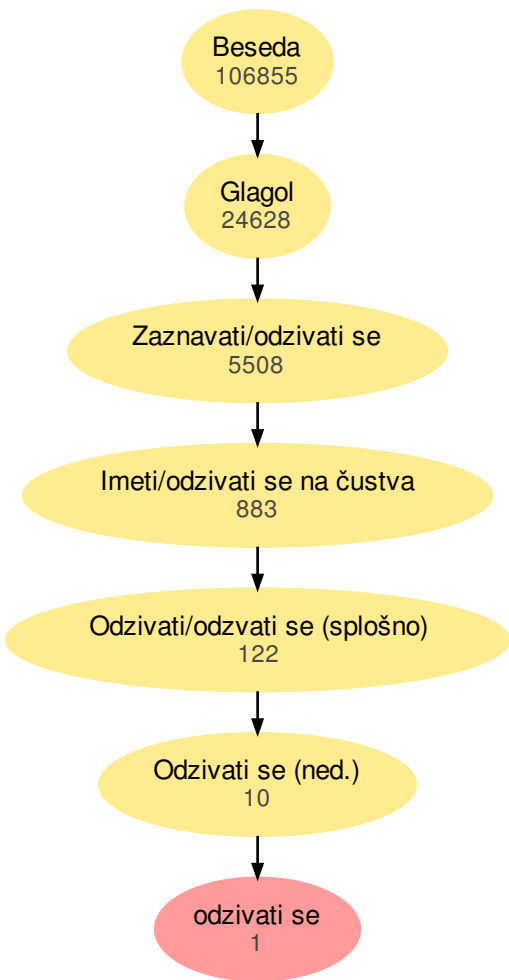 Beseda
106855
Glagol
24628
Zaznavati/odzivati se
5508
Imeti/odzivati se na čustva
883
Odzivati/odzvati se (splošno)
122
Odzivati se (ned.)
10
odzivati se
1